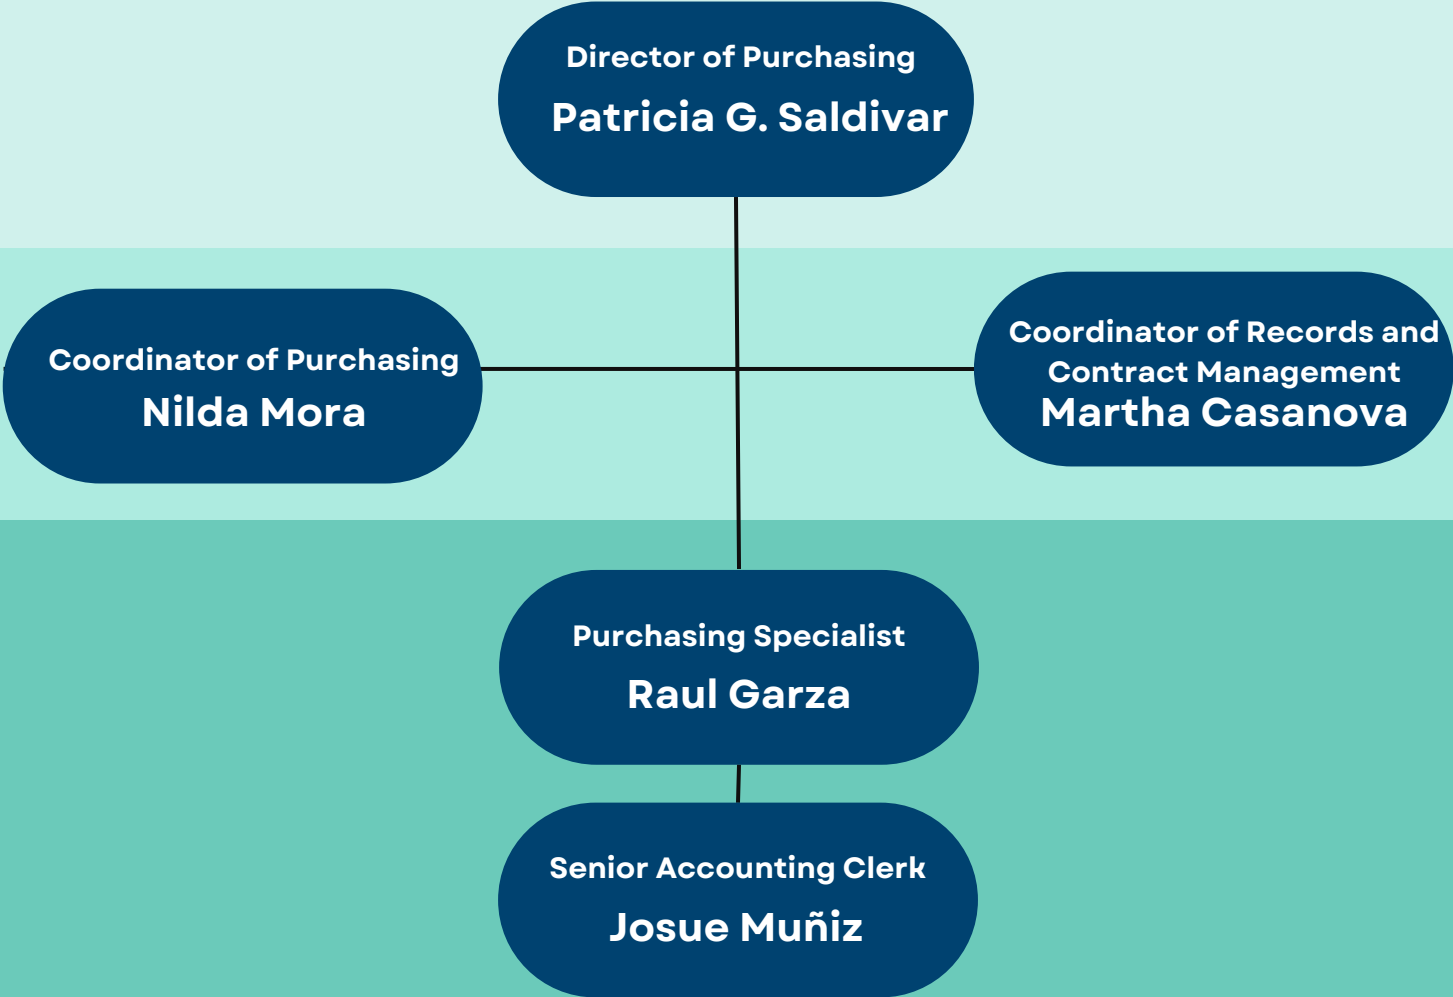 Director of Purchasing
Patricia G. Saldivar
Coordinator of Purchasing
Nilda Mora
Coordinator of Records and
Contract Management
Martha Casanova
Purchasing Specialist
Raul Garza
Senior Accounting Clerk
Josue Muñiz